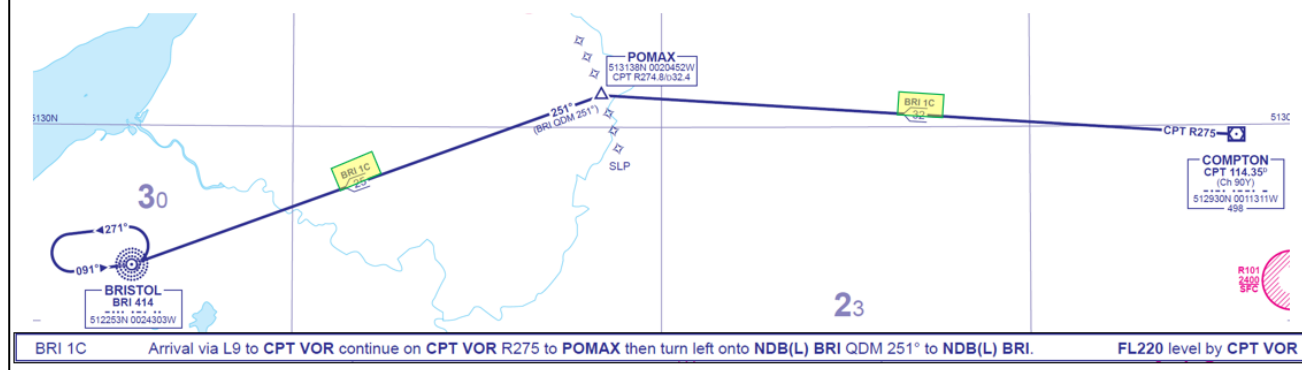 POMAX
513138N 0020452W
CPT R274.8/D32.4
251°
(BRI QDM 251°)
BRI 1C
32
5130N
5130
CPT R275
SLP
COMPTON
CPT 114.35ᴰ
(Ch 90Y)
512930N 0011311W
498
BRI 1C
25
30
271°
091°
BRISTOL
BRI 414
512253N 0024303W
R101
2400
SFC
23
BRI 1C Arrival via L9 to CPT VOR continue on CPT VOR R275 to POMAX then turn left onto NDB(L) BRI QDM 251° to NDB(L) BRI. FL220 level by CPT VOR